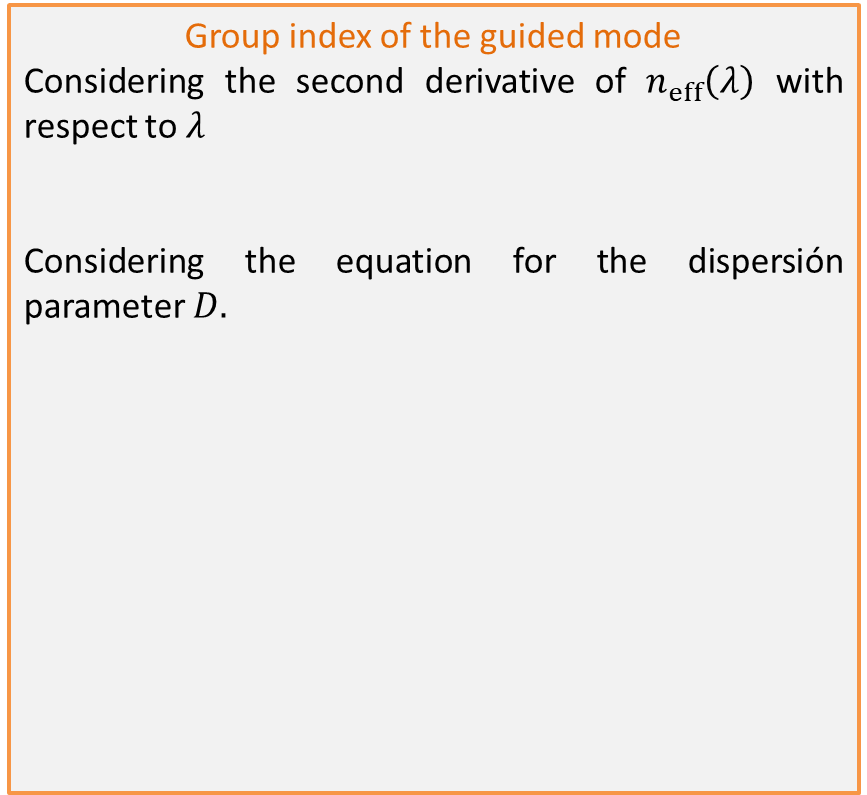 Group index of the guided mode
Considering the second derivative of 𝑛eff(𝜆) with
respect to 𝜆
Considering the equation for the dispersión
parameter 𝐷.